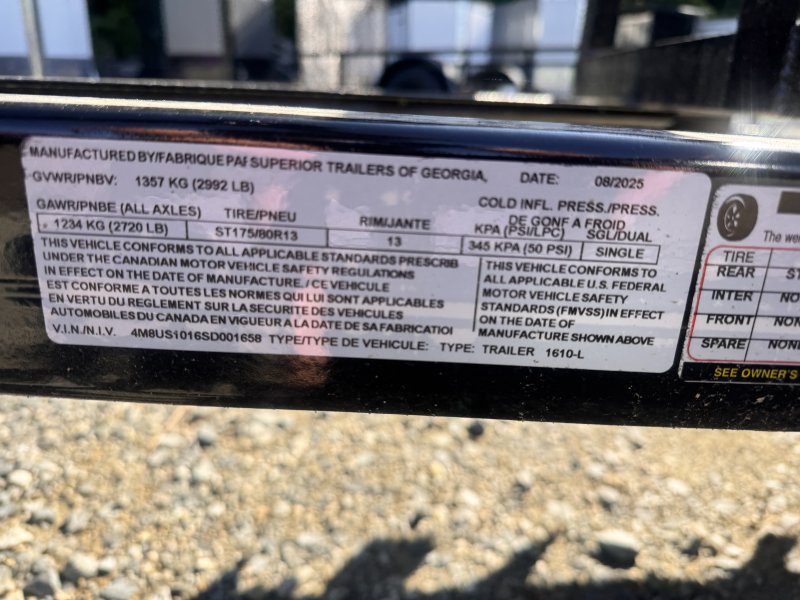 MANUFACTURED BY/FABRIQUE PAR SUPERIOR TRAILERS OF GEORGIA, DATE: 08/2025
GVWR/PNBV: 1357 KG (2992 LB)
GAWR/PNBE (ALL AXLES) TIRE/PNEU RIM/JANTE COLD INFL. PRESS./PRESS. DE GONF A FROID KPA (PSI/LPC) SGL/DUAL
1234 KG (2720 LB) ST175/80R13 13 345 KPA (50 PSI) SINGLE
THIS VEHICLE CONFORMS TO ALL APPLICABLE STANDARDS PRESCRIB
UNDER THE CANADIAN MOTOR VEHICLE SAFETY REGULATIONS
IN EFFECT ON THE DATE OF MANUFACTURE. / CE VEHICULE
EST CONFORME A TOUTES LES NORMES QUI LUI SONT APPLICABLES
EN VERTU DU REGLEMENT SUR LA SECURITE DES VEHICULES
AUTOMOBILES DU CANADA EN VIGUEUR A LA DATE DE SA FABRICATIOI
THIS VEHICLE CONFORMS TO
ALL APPLICABLE U.S. FEDERAL
MOTOR VEHICLE SAFETY
STANDARDS (FMVSS) IN EFFECT
ON THE DATE OF
MANUFACTURE SHOWN ABOVE
V.I.N./N.I.V. 4M8US1016SD001658 TYPE/TYPE DE VEHICULE: TYPE: TRAILER 1610-L
The
TIRE
REAR ST
INTER NO
FRONT NON
SPARE NONE
SEE OWNER'S